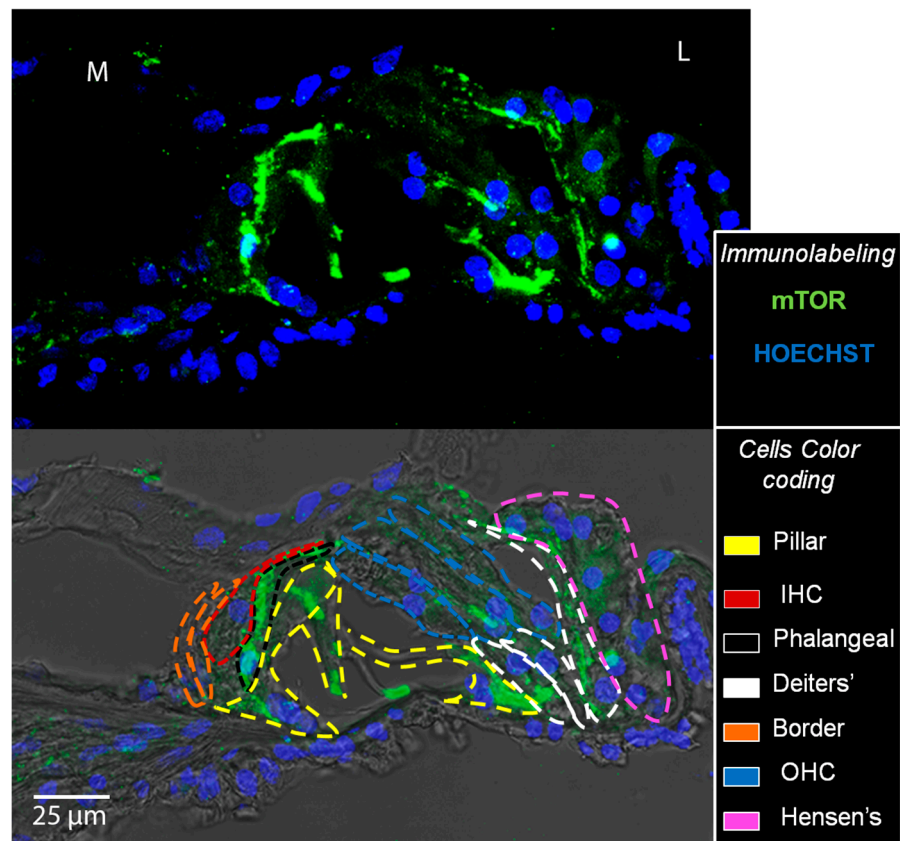 M
L
Immunolabeling
mTOR
HOECHST
Cells Color
coding
Pillar
IHC
Phalangeal
Deiters'
Border
OHC
Hensen's
25 µm